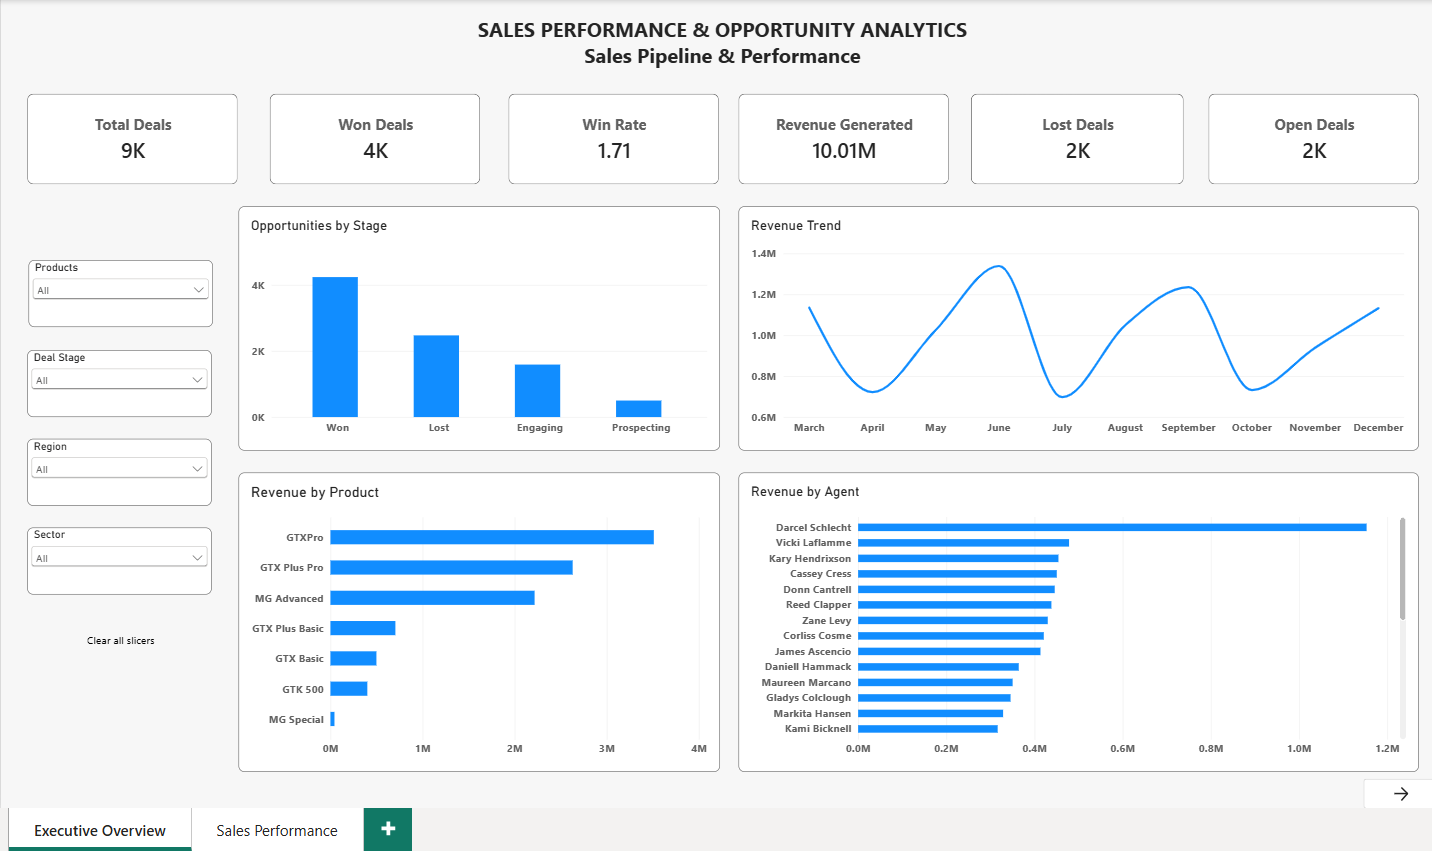 SALES PERFORMANCE & OPPORTUNITY ANALYTICS
Sales Pipeline & Performance
Total Deals
9K
Won Deals
4K
Win Rate
1.71
Revenue Generated
10.01M
Lost Deals
2K
Open Deals
2K
Products
All
Deal Stage
All
Region
All
Sector
All
Clear all slicers
Opportunities by Stage
4K
2K
0K
Won Lost Engaging Prospecting
Revenue Trend
1.4M
1.2M
1.0M
0.8M
0.6M
March April May June July August September October November December
Revenue by Product
GTXPro
GTX Plus Pro
MG Advanced
GTX Plus Basic
GTX Basic
GTK 500
MG Special
0M 1M 2M 3M 4M
Revenue by Agent
Darcel Schlecht
Vicki Laflamme
Kary Hendrixson
Cassey Cress
Donn Cantrell
Reed Clapper
Zane Levy
Corliss Cosme
James Ascencio
Daniell Hammack
Maureen Marcano
Gladys Colclough
Markita Hansen
Kami Bicknell
0.0M 0.2M 0.4M 0.6M 0.8M 1.0M 1.2M
Executive Overview
Sales Performance